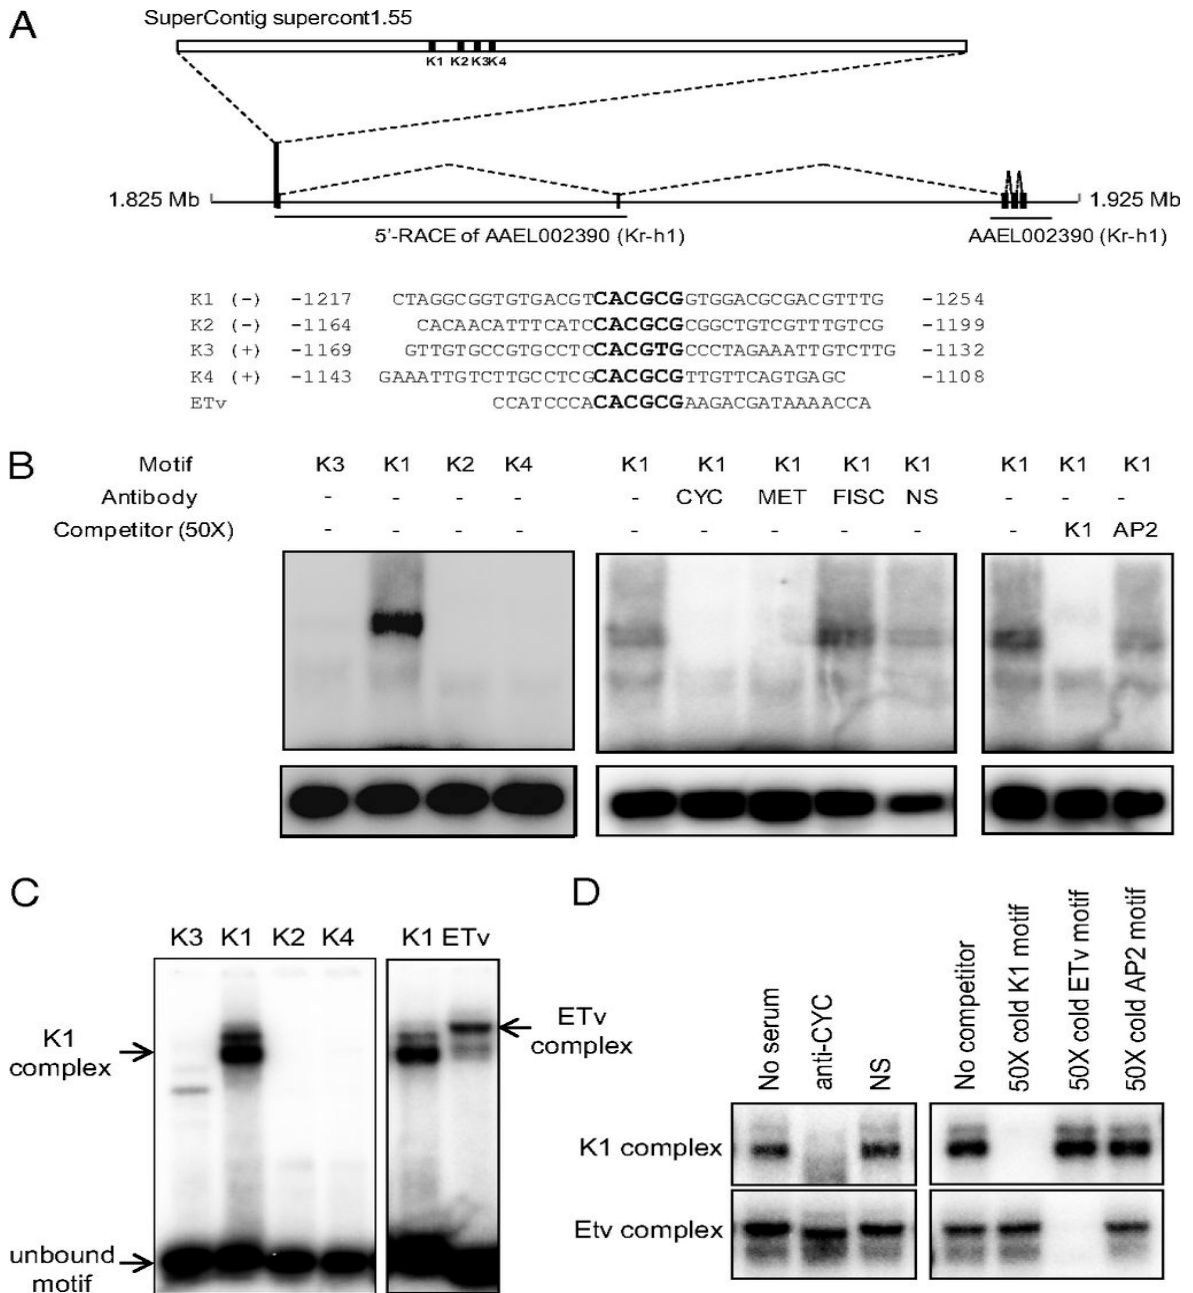 A
SuperContig supercont1.55
K1 K2 K3 K4
1.825 Mb
1.925 Mb
5'-RACE of AAEL002390 (Kr-h1)
AAEL002390 (Kr-h1)
K1 (-) -1217 CTAGGCGGTGTGACGTCACGCGGTGGACGCGACGTTTG -1254
K2 (-) -1164 CACAACATTTCATCCACGCGCGGCTGTCGTTTGTCG -1199
K3 (+) -1169 GTTGTGCCGTGCCTCCACGTGCCCTAGAAATTGTCTTG -1132
K4 (+) -1143 GAAATTGTCTTGCCTCGCACGCGTTGTTCAGTGAGC -1108
ETv CCATCCCACACGCGAAGACGATAAAACCA
B
Motif K3 K1 K2 K4 K1 K1 K1 K1 K1 K1 K1 K1
Antibody - - - - - CYC MET FISC NS - - -
Competitor (50X) - - - - - - - - - - K1 AP2
C
K3 K1 K2 K4 K1 ETv
K1 complex
ETv complex
unbound motif
D
No serum
anti-CYC
NS
No competitor
50X cold K1 motif
50X cold ETv motif
50X cold AP2 motif
K1 complex
Etv complex